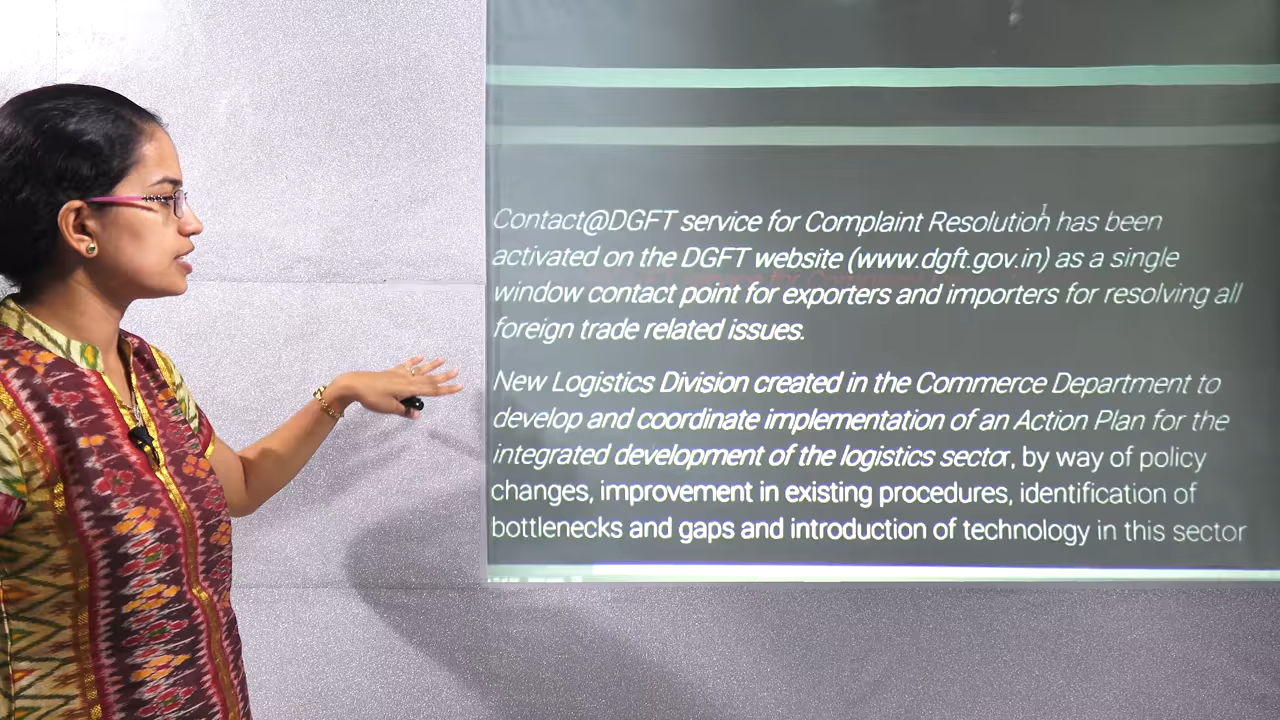 Contact@DGFT service for Complaint Resolution has been
activated on the DGFT website (www.dgft.gov.in) as a single
window contact point for exporters and importers for resolving all
foreign trade related issues.
New Logistics Division created in the Commerce Department to
develop and coordinate implementation of an Action Plan for the
integrated development of the logistics sector, by way of policy
changes, improvement in existing procedures, identification of
bottlenecks and gaps and introduction of technology in this sector